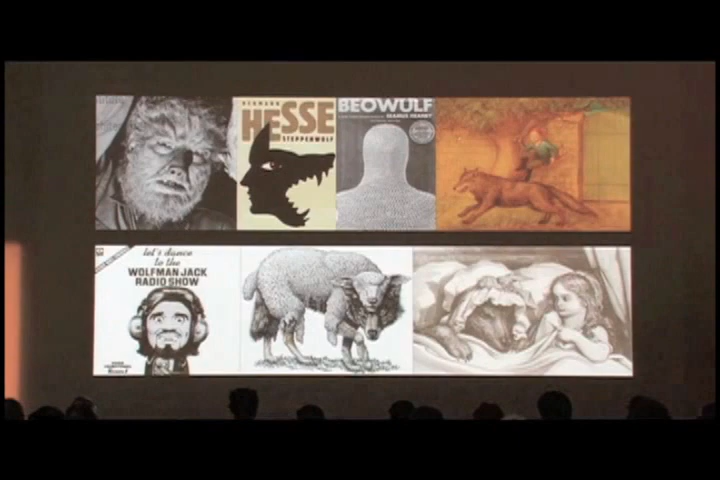 HERMANN
HESSE
STEPPENWOLF
BEOWULF
SEAMUS HEANEY
let's dance
to the
WOLFMAN JACK
RADIO SHOW